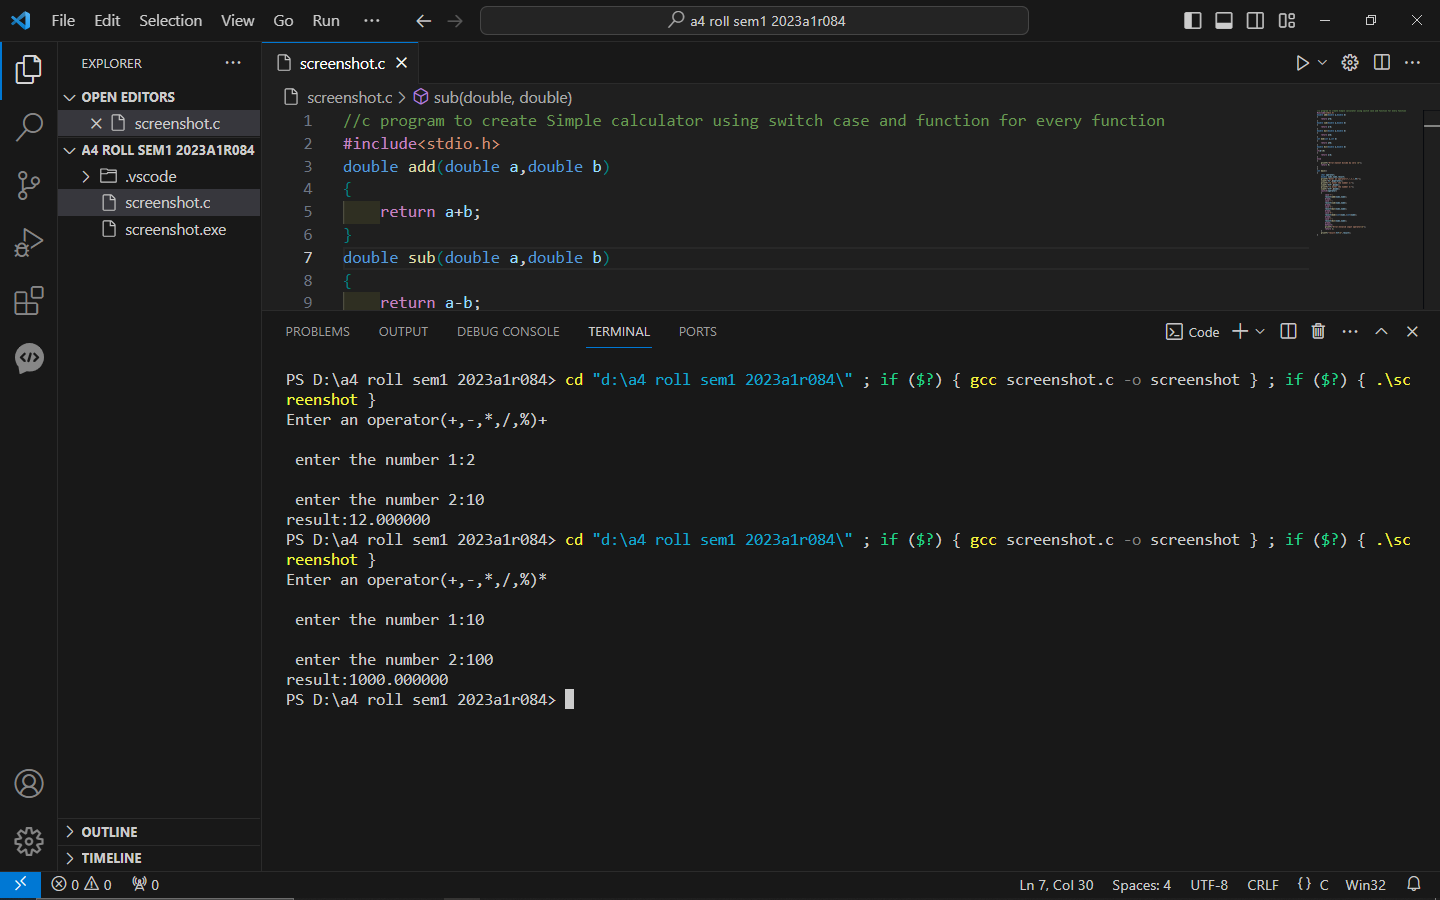 File Edit Selection View Go Run ··· a4 roll sem1 2023a1r084
EXPLORER ···
OPEN EDITORS
screenshot.c
A4 ROLL SEM1 2023A1R084
.vscode
screenshot.c
screenshot.exe
OUTLINE
TIMELINE
screenshot.c
screenshot.c > sub(double, double)
1 //c program to create Simple calculator using switch case and function for every function
2 #include<stdio.h>
3 double add(double a,double b)
4 {
5 return a+b;
6 }
7 double sub(double a,double b)
8 {
9 return a-b;
PROBLEMS OUTPUT DEBUG CONSOLE TERMINAL PORTS Code
PS D:\a4 roll sem1 2023a1r084> cd "d:\a4 roll sem1 2023a1r084\" ; if ($?) { gcc screenshot.c -o screenshot } ; if ($?) { .\sc
reenshot }
Enter an operator(+,-,*,/,%)+
enter the number 1:2
enter the number 2:10
result:12.000000
PS D:\a4 roll sem1 2023a1r084> cd "d:\a4 roll sem1 2023a1r084\" ; if ($?) { gcc screenshot.c -o screenshot } ; if ($?) { .\sc
reenshot }
Enter an operator(+,-,*,/,%)*
enter the number 1:10
enter the number 2:100
result:1000.000000
PS D:\a4 roll sem1 2023a1r084>
0 0 0 Ln 7, Col 30 Spaces: 4 UTF-8 CRLF {} C Win32